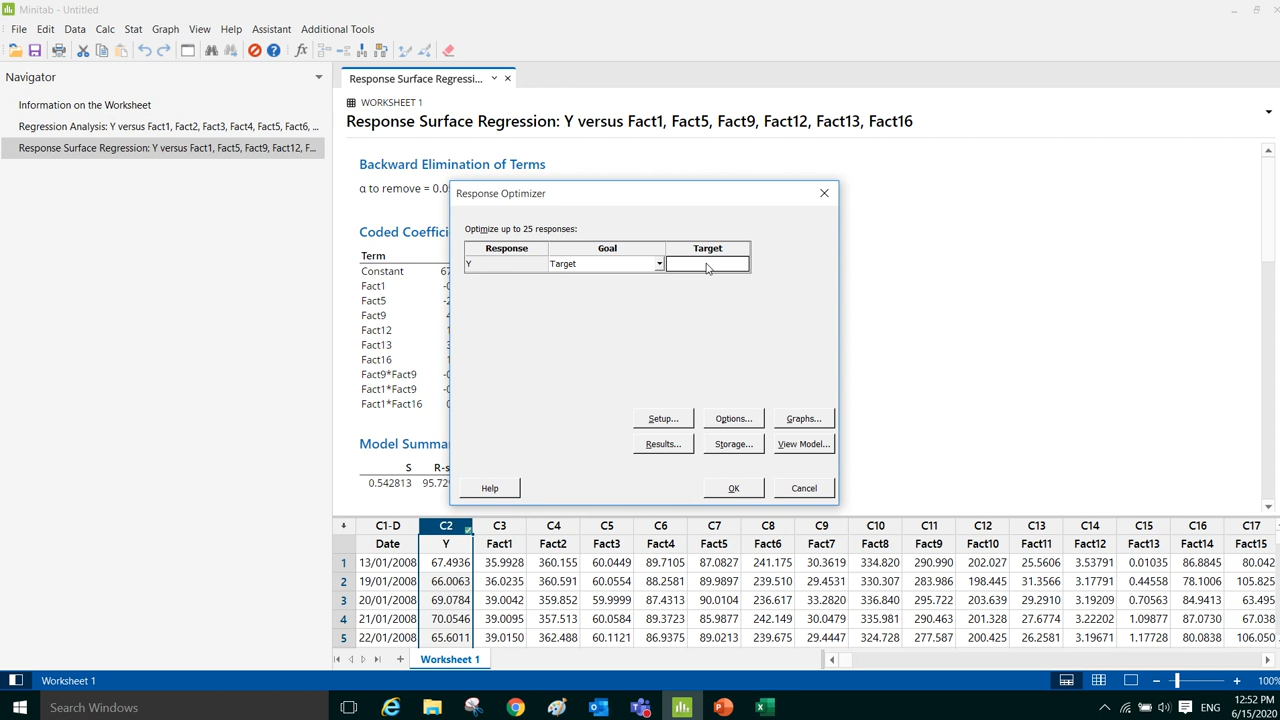 Minitab - Untitled
File Edit Data Calc Stat Graph View Help Assistant Additional Tools
Navigator
Response Surface Regressi...
Information on the Worksheet
Regression Analysis: Y versus Fact1, Fact2, Fact3, Fact4, Fact5, Fact6, ...
Response Surface Regression: Y versus Fact1, Fact5, Fact9, Fact12, F...
WORKSHEET 1
Response Surface Regression: Y versus Fact1, Fact5, Fact9, Fact12, Fact13, Fact16
Backward Elimination of Terms
α to remove = 0.0
Coded Coeffici
Term
Constant 67
Fact1 -0
Fact5 -2
Fact9
Fact12
Fact13
Fact16
Fact9*Fact9 -0
Fact1*Fact9 -0
Fact1*Fact16
Model Summa
S R-s
0.542813 95.72
Response Optimizer
Optimize up to 25 responses:
Response Goal Target
Y Target
Setup... Options... Graphs...
Results... Storage... View Model...
Help OK Cancel
C1-D C2 C3 C4 C5 C6 C7 C8 C9 C10 C11 C12 C13 C14 C15 C16 C17
Date Y Fact1 Fact2 Fact3 Fact4 Fact5 Fact6 Fact7 Fact8 Fact9 Fact10 Fact11 Fact12 Fact13 Fact14 Fact15
1 13/01/2008 67.4936 35.9928 360.155 60.0449 89.7105 87.0827 241.175 30.3619 334.820 290.990 202.027 25.5606 3.53791 0.01035 86.8845 80.042
2 19/01/2008 66.0063 36.0235 360.591 60.0554 88.2581 89.9897 239.510 29.4531 330.307 283.986 198.445 31.3566 3.17791 0.44558 78.1006 105.825
3 20/01/2008 69.0784 39.0042 359.852 59.9999 87.4313 90.0104 236.617 33.2820 336.840 295.722 203.639 29.2910 3.19209 0.70563 84.9413 63.495
4 21/01/2008 70.0546 39.0095 357.513 60.0584 89.3723 85.9877 242.149 30.0479 335.981 290.463 201.328 27.6774 3.22202 1.09877 87.0730 67.038
5 22/01/2008 65.6011 39.0150 362.488 60.1121 86.9375 89.0213 239.675 29.4447 324.728 277.587 200.425 26.2581 3.19671 1.17728 80.0838 106.050
Worksheet 1
Worksheet 1
100%
Search Windows
ENG
12:52 PM
6/15/2020